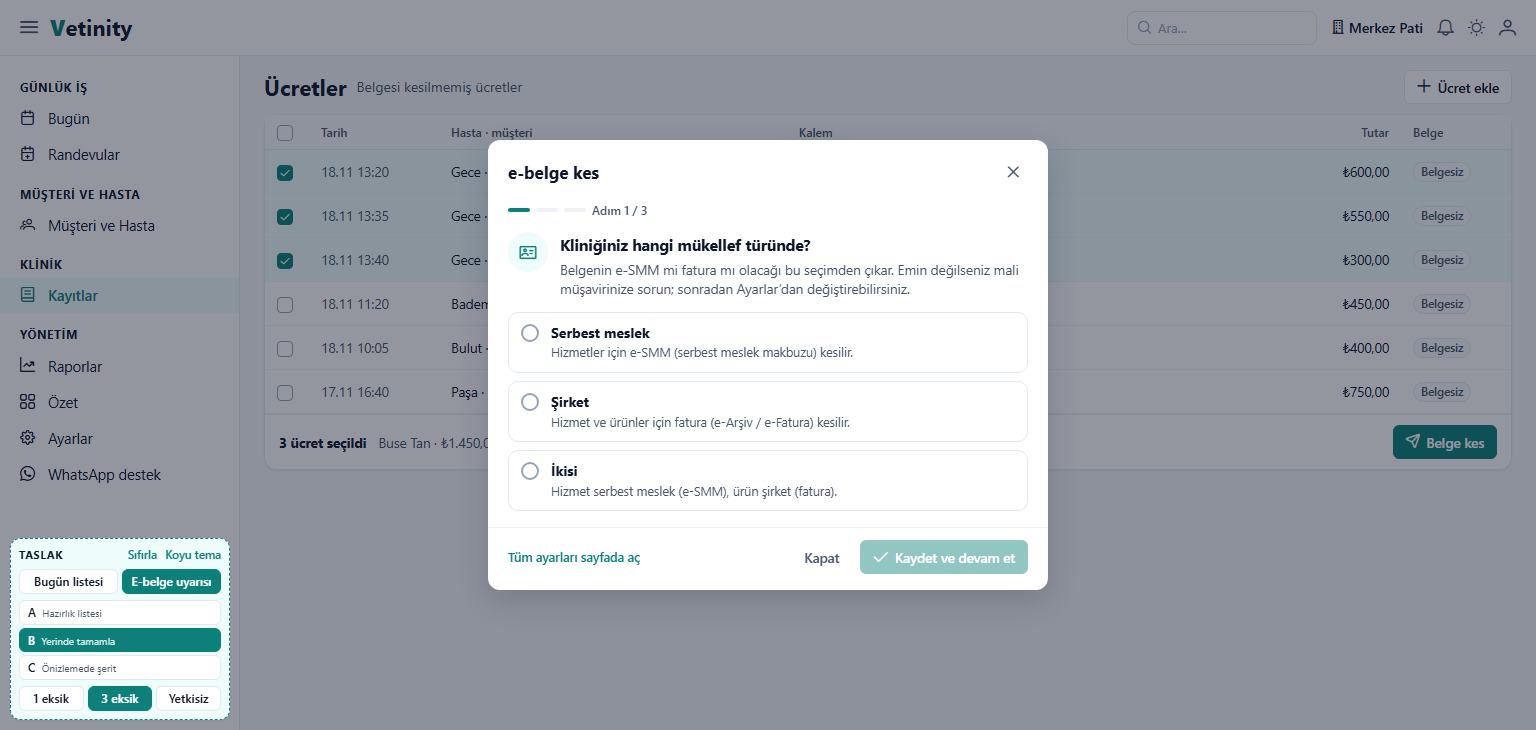 Vetinity
Ara...
Merkez Pati
GÜNLÜK İŞ
Bugün
Randevular
MÜŞTERİ VE HASTA
Müşteri ve Hasta
KLİNİK
Kayıtlar
YÖNETİM
Raporlar
Özet
Ayarlar
WhatsApp destek
TASLAK
Sıfırla
Koyu tema
Bugün listesi
E-belge uyarısı
A Hazırlık listesi
B Yerinde tamamla
C Önizlemede şerit
1 eksik
3 eksik
Yetkisiz
Ücretler
Belgesi kesilmemiş ücretler
Ücret ekle
Tarih
Hasta · müşteri
Kalem
Tutar
Belge
18.11 13:20
Gece ·
₺600,00
Belgesiz
18.11 13:35
Gece ·
₺550,00
Belgesiz
18.11 13:40
Gece ·
₺300,00
Belgesiz
18.11 11:20
Badem
₺450,00
Belgesiz
18.11 10:05
Bulut ·
₺400,00
Belgesiz
17.11 16:40
Paşa ·
₺750,00
Belgesiz
3 ücret seçildi
Buse Tan · ₺1.450,0
Belge kes
e-belge kes
Adım 1 / 3
Kliniğiniz hangi mükellef türünde?
Belgenin e-SMM mi fatura mı olacağı bu seçimden çıkar. Emin değilseniz mali
müşavirinize sorun; sonradan Ayarlar’dan değiştirebilirsiniz.
Serbest meslek
Hizmetler için e-SMM (serbest meslek makbuzu) kesilir.
Şirket
Hizmet ve ürünler için fatura (e-Arşiv / e-Fatura) kesilir.
İkisi
Hizmet serbest meslek (e-SMM), ürün şirket (fatura).
Tüm ayarları sayfada aç
Kapat
Kaydet ve devam et